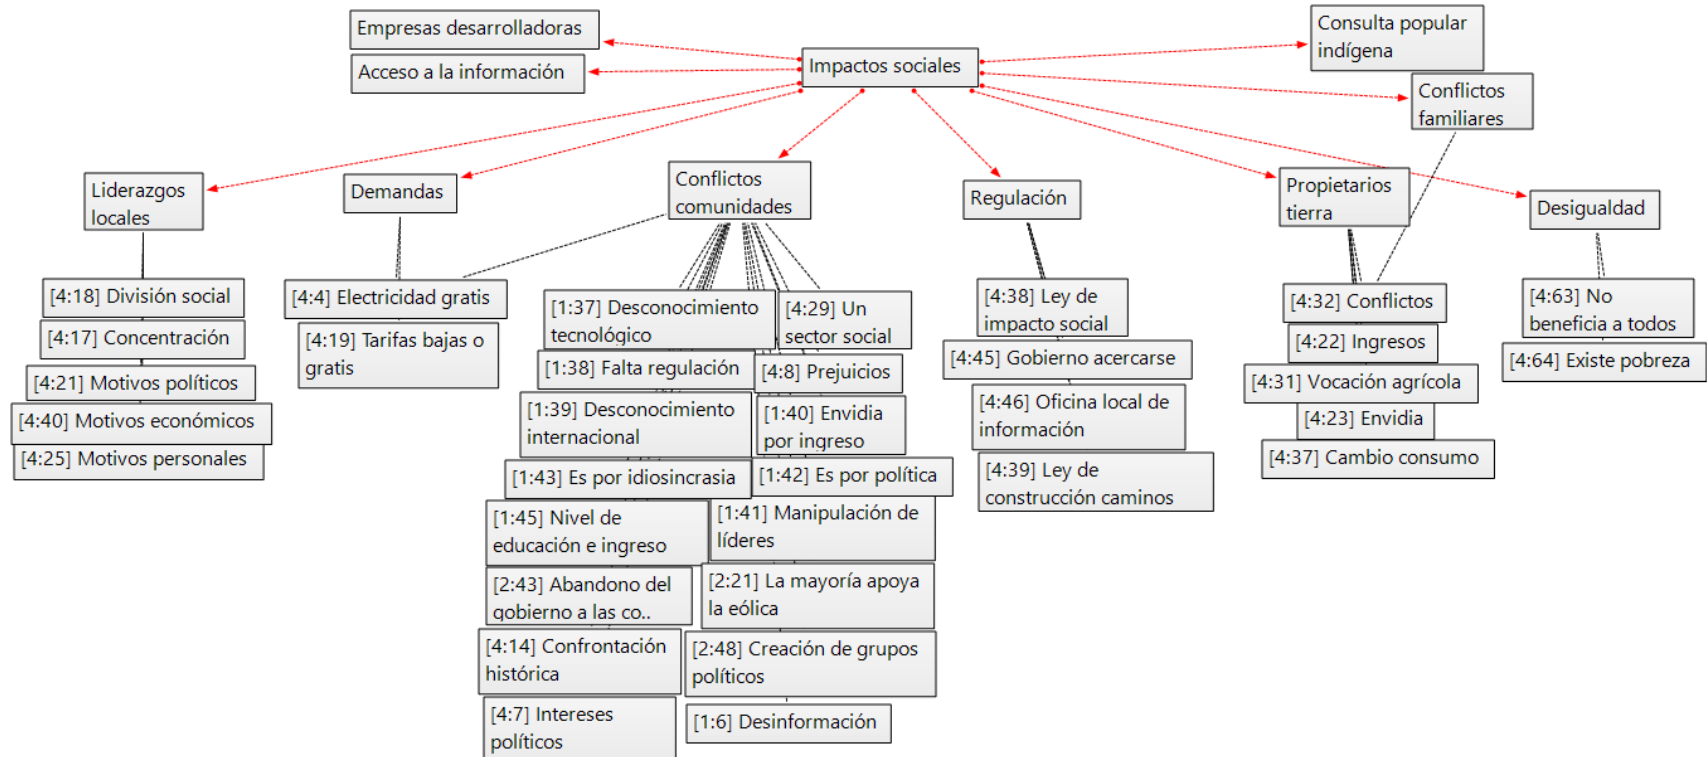 Empresas desarrolladoras
Acceso a la información
Impactos sociales
Consulta popular
indígena
Conflictos
familiares
Liderazgos
locales
Demandas
Conflictos
comunidades
Regulación
Propietarios
tierra
Desigualdad
[4:18] División social
[4:17] Concentración
[4:21] Motivos políticos
[4:40] Motivos económicos
[4:25] Motivos personales
[4:4] Electricidad gratis
[4:19] Tarifas bajas o
gratis
[1:37] Desconocimiento
tecnológico
[1:38] Falta regulación
[1:39] Desconocimiento
internacional
[1:43] Es por idiosincrasia
[1:45] Nivel de
educación e ingreso
[2:43] Abandono del
gobierno a las co..
[4:14] Confrontación
histórica
[4:7] Intereses
políticos
[4:29] Un
sector social
[4:8] Prejuicios
[1:40] Envidia
por ingreso
[1:42] Es por política
[1:41] Manipulación de
líderes
[2:21] La mayoría apoya
la eólica
[2:48] Creación de grupos
políticos
[1:6] Desinformación
[4:38] Ley de
impacto social
[4:45] Gobierno acercarse
[4:46] Oficina local de
información
[4:39] Ley de
construcción caminos
[4:32] Conflictos
[4:22] Ingresos
[4:31] Vocación agrícola
[4:23] Envidia
[4:37] Cambio consumo
[4:63] No
beneficia a todos
[4:64] Existe pobreza